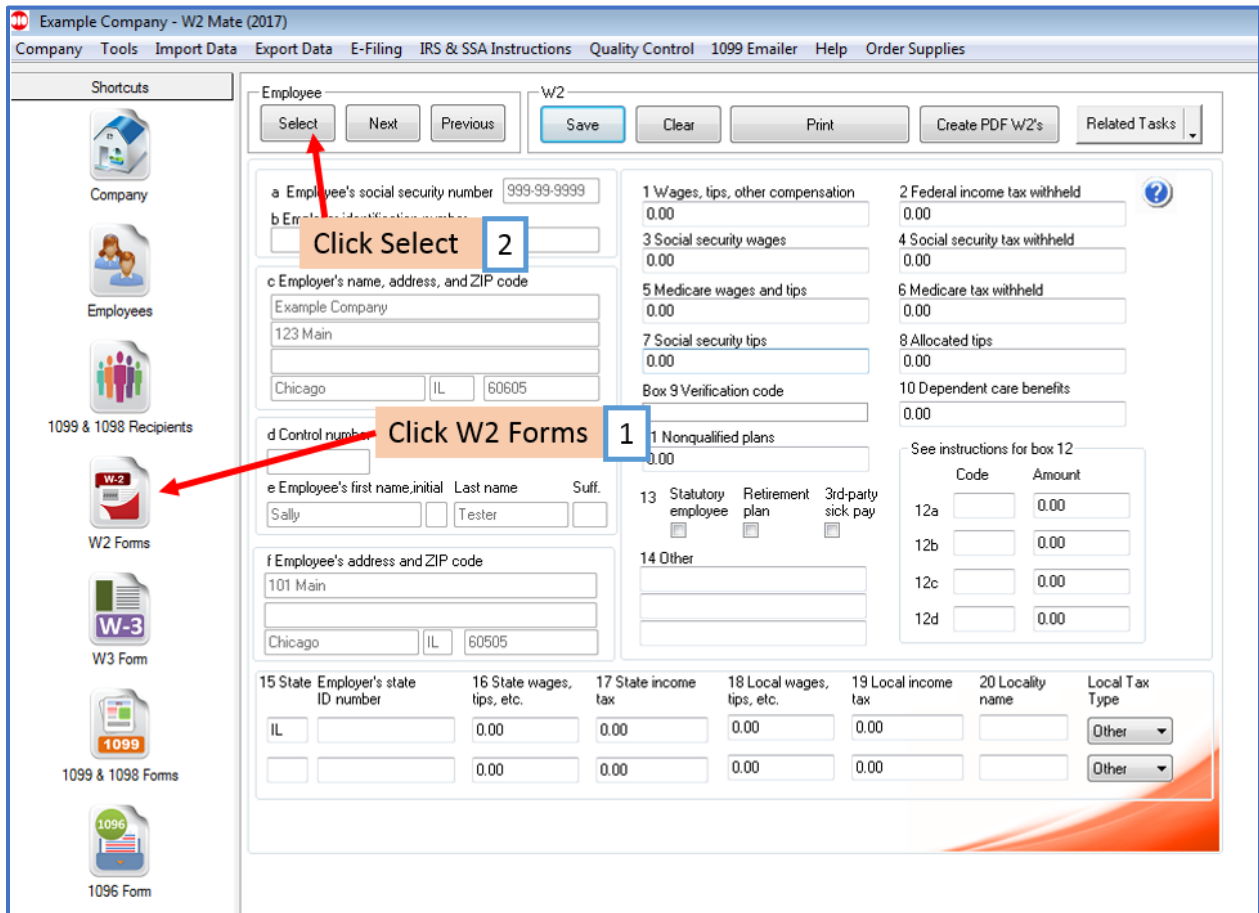 Example Company - W2 Mate (2017)
Company Tools Import Data Export Data E-Filing IRS & SSA Instructions Quality Control 1099 Emailer Help Order Supplies
Shortcuts
Company
Employees
1099 & 1098 Recipients
W-2
W2 Forms
W-3
W3 Form
1099
1099 & 1098 Forms
1096
1096 Form
Employee
Select Next Previous
W2
Save Clear Print Create PDF W2's Related Tasks
a Employee's social security number 999-99-9999
b
Click Select 2
c Employer's name, address, and ZIP code
Example Company
123 Main
Chicago IL 60605
d Control number
Click W2 Forms 1
e Employee's first name,initial Last name Suff.
Sally Tester
f Employee's address and ZIP code
101 Main
Chicago IL 60505
1 Wages, tips, other compensation 2 Federal income tax withheld
0.00 0.00
3 Social security wages 4 Social security tax withheld
0.00 0.00
5 Medicare wages and tips 6 Medicare tax withheld
0.00 0.00
7 Social security tips 8 Allocated tips
0.00 0.00
Box 9 Verification code 10 Dependent care benefits
0.00
1 Nonqualified plans
0.00
See instructions for box 12
Code Amount
12a 0.00
12b 0.00
12c 0.00
12d 0.00
13 Statutory employee Retirement plan 3rd-party sick pay
14 Other
15 State Employer's state ID number 16 State wages, tips, etc. 17 State income tax 18 Local wages, tips, etc. 19 Local income tax 20 Locality name Local Tax Type
IL 0.00 0.00 0.00 0.00 Other
0.00 0.00 0.00 0.00 Other